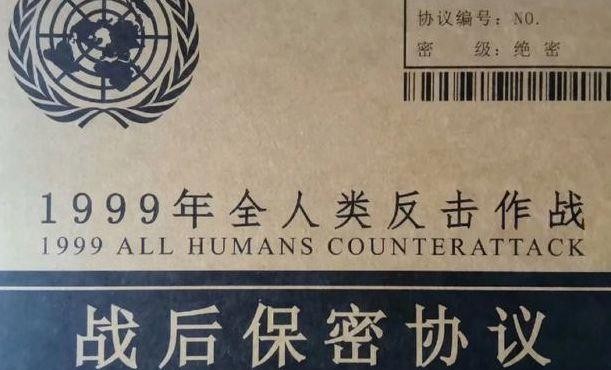 协议编号：NO.
密　级：绝密
1999年全人类反击作战
1999 ALL HUMANS COUNTERATTACK
战后保密协议